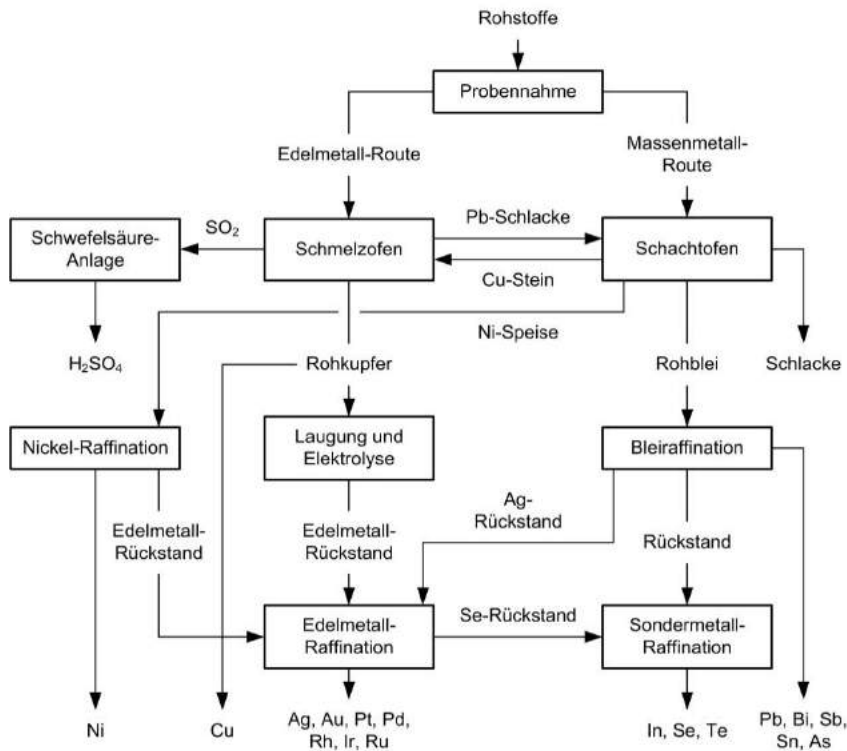 Rohstoffe
Probennahme
Edelmetall-Route
Massenmetall-
Route
Schwefelsäure-
Anlage
SO₂
Schmelzofen
Pb-Schlacke
Cu-Stein
Schachtofen
Ni-Speise
H₂SO₄
Rohkupfer
Rohblei
Schlacke
Nickel-Raffination
Laugung und
Elektrolyse
Bleiraffination
Edelmetall-
Rückstand
Edelmetall-
Rückstand
Ag-
Rückstand
Rückstand
Edelmetall-
Raffination
Se-Rückstand
Sondermetall-
Raffination
Ni
Cu
Ag, Au, Pt, Pd,
Rh, Ir, Ru
In, Se, Te
Pb, Bi, Sb,
Sn, As